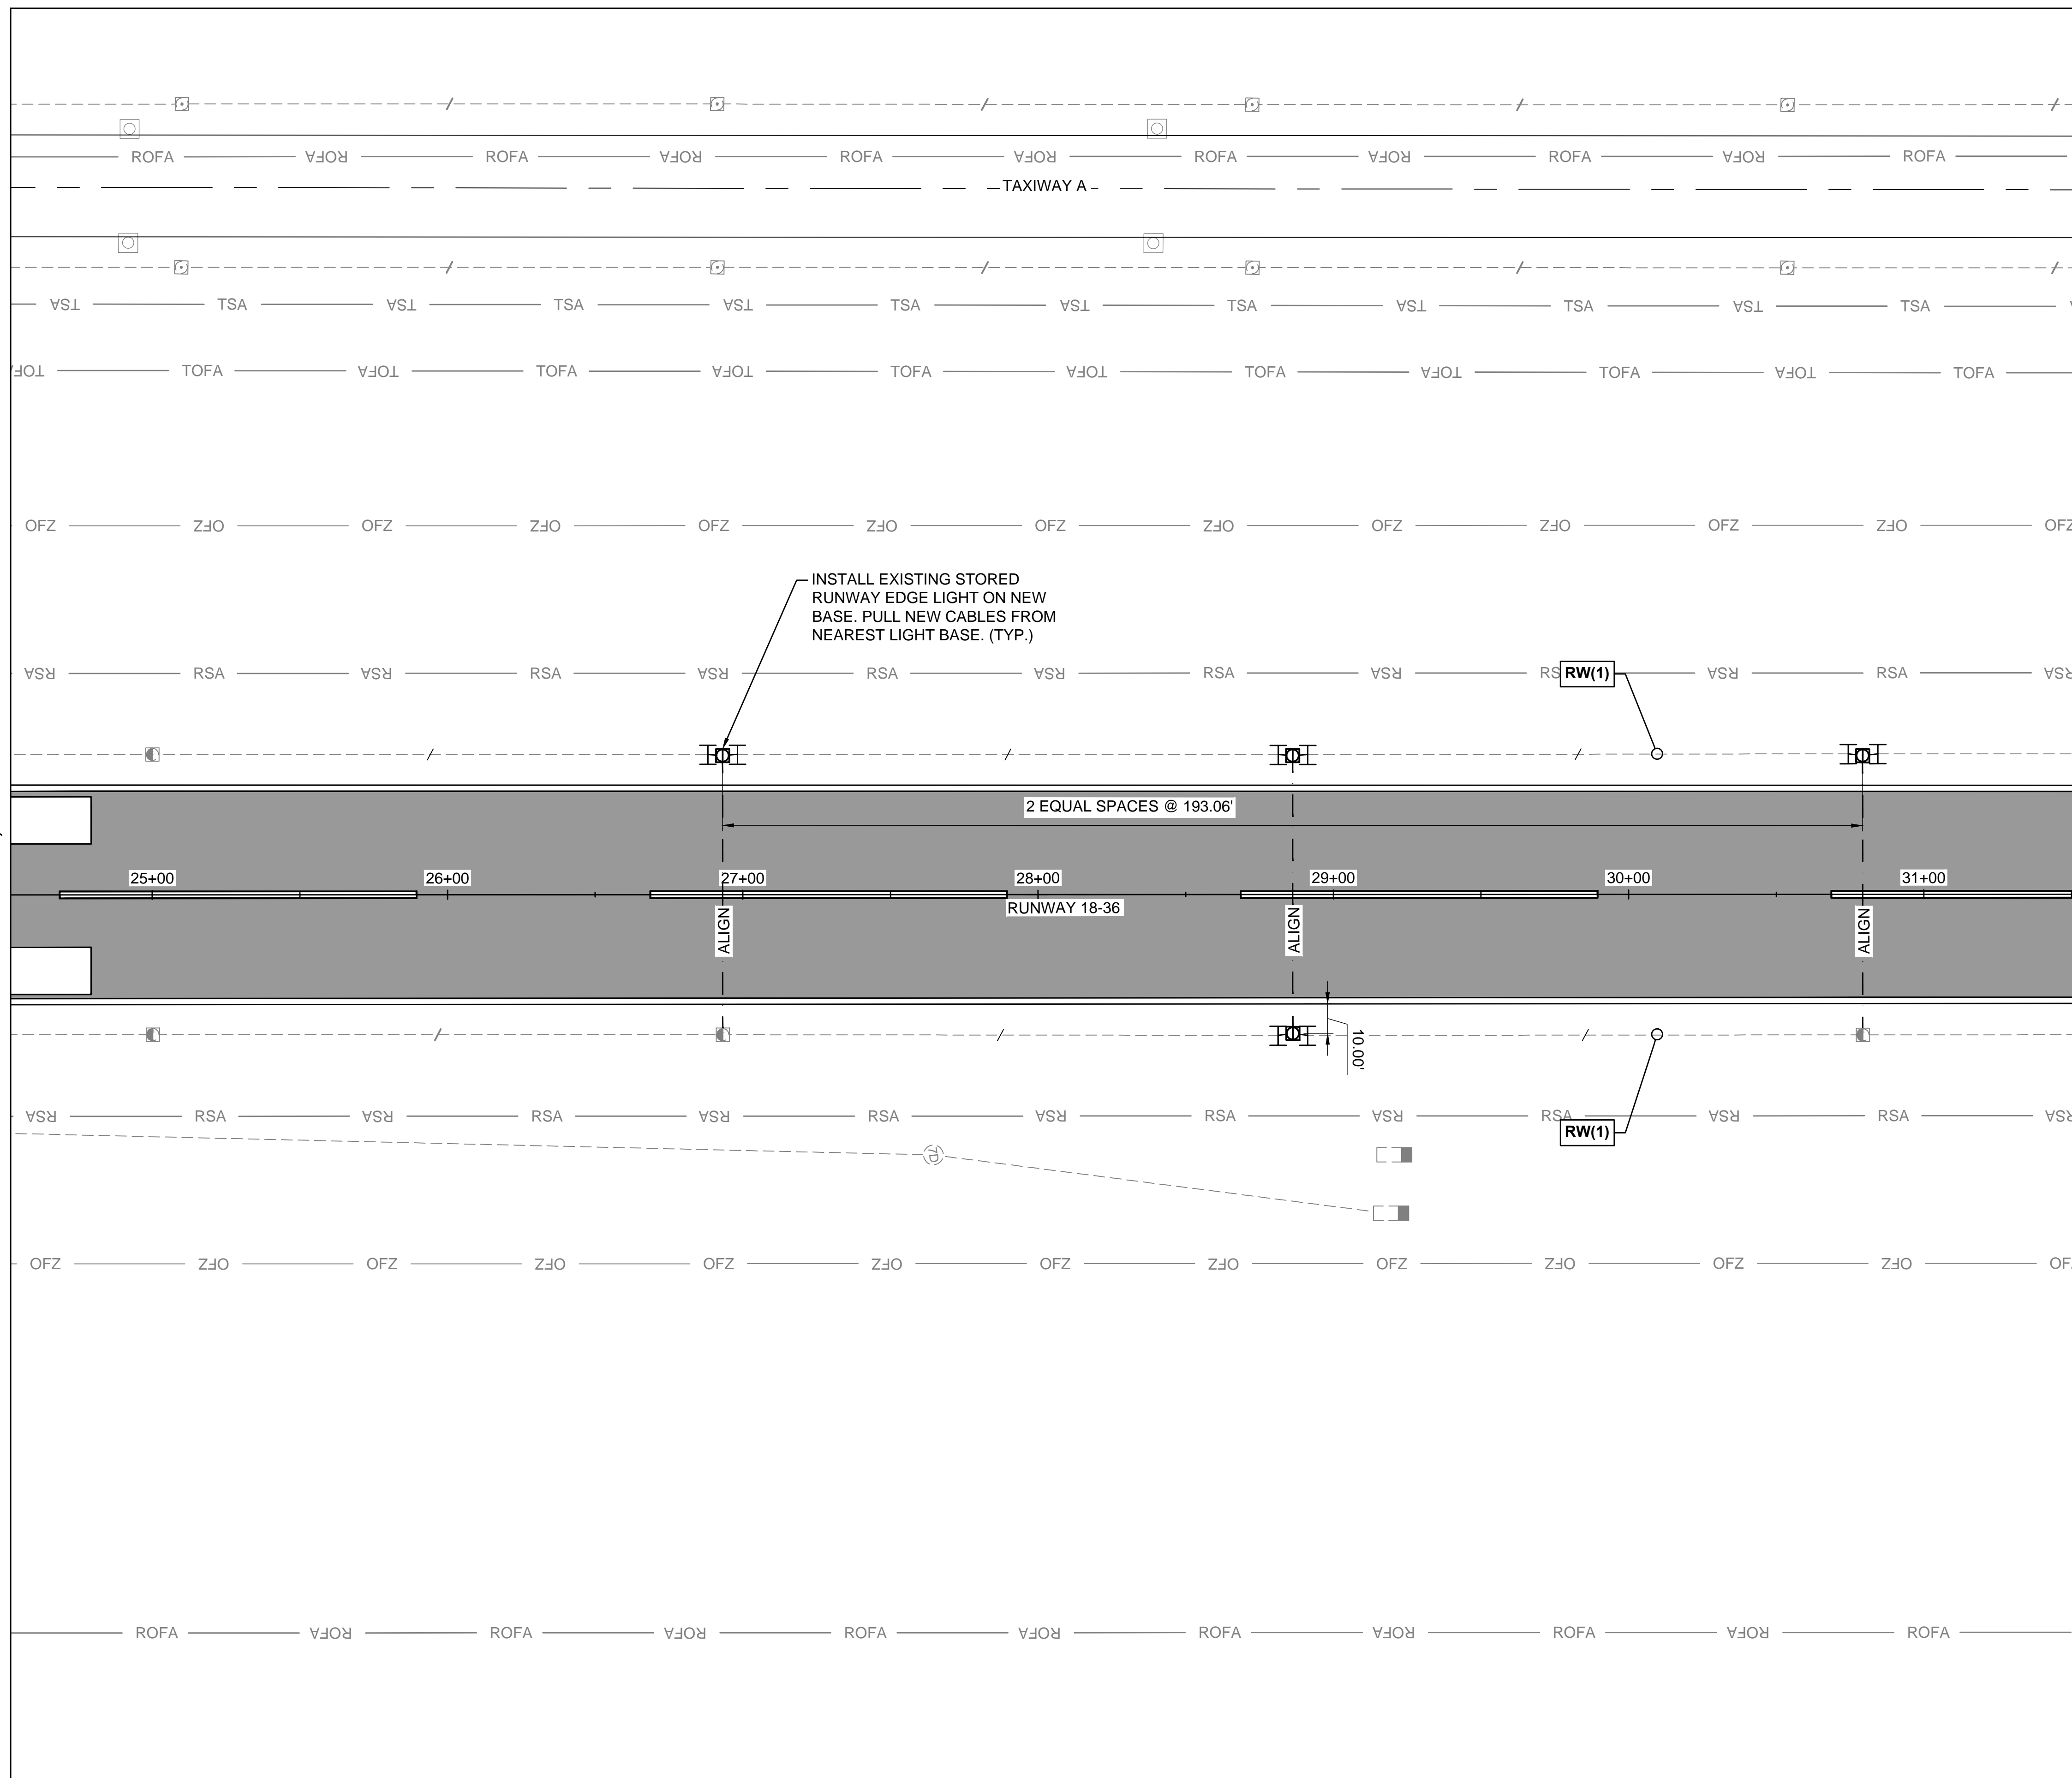 ROFA ROFA ROFA ROFA ROFA ROFA ROFA ROFA ROFA ROFA ROFA
TAXIWAY A
TSA TSA TSA TSA TSA TSA TSA TSA TSA TSA TSA TSA
TOFA TOFA TOFA TOFA TOFA TOFA TOFA TOFA TOFA TOFA TOFA TOFA
OFZ OFZ OFZ OFZ OFZ OFZ OFZ OFZ OFZ OFZ OFZ OFZ OFZ
INSTALL EXISTING STORED
RUNWAY EDGE LIGHT ON NEW
BASE. PULL NEW CABLES FROM
NEAREST LIGHT BASE. (TYP.)
RSA RSA RSA RSA RSA RSA RSA RSA RSA RS RW(1) RSA RSA RSA
2 EQUAL SPACES @ 193.06'
25+00 26+00 27+00 28+00 29+00 30+00 31+00
RUNWAY 18-36
ALIGN ALIGN ALIGN
10.00'
RSA RSA RSA RSA RSA RSA RSA RSA RSA RSA RSA RSA RSA
RW(1)
7D
OFZ OFZ OFZ OFZ OFZ OFZ OFZ OFZ OFZ OFZ OFZ OFZ OF
ROFA ROFA ROFA ROFA ROFA ROFA ROFA ROFA ROFA ROFA ROFA